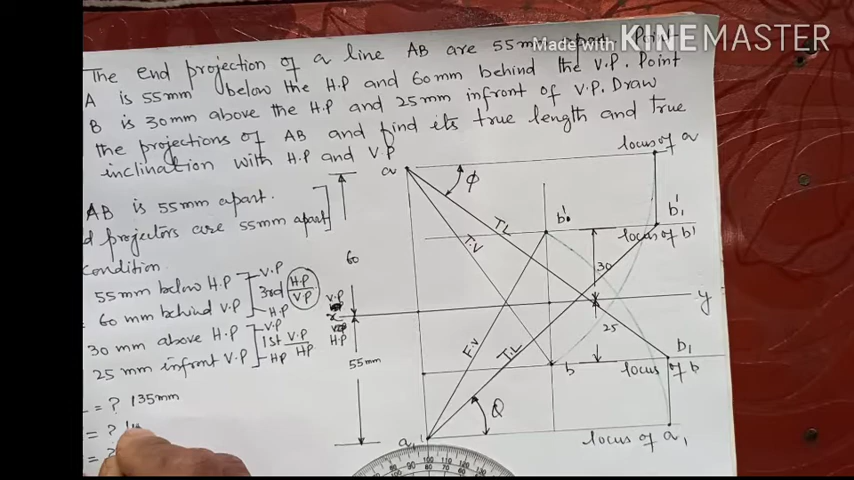 Made with KINEMASTER
The end projection of a line AB are 55mm apart. Point
A is 55mm below the H.P and 60mm behind the V.P. Point
B is 30mm above the H.P and 25mm infront of V.P. Draw
the projections of AB and find its true length and true
inclination with H.P and V.P
AB is 55mm apart.
d projectors are 55mm apart
condition
55mm below H.P
60 mm behind V.P
V.P
3rd H.P
V.P
H.P
30 mm above H.P
25 mm infront V.P
V.P
1st V.P
HP
HP
= ? 135mm
= ?
= ?
a
locus of a
φ
b'
b'1
locus of b'
T.L
T.V
60
30
V.P
x
y
H.P
25
55mm
F.V
T.L
b
b1
locus of b
θ
a1'
locus of a1
100